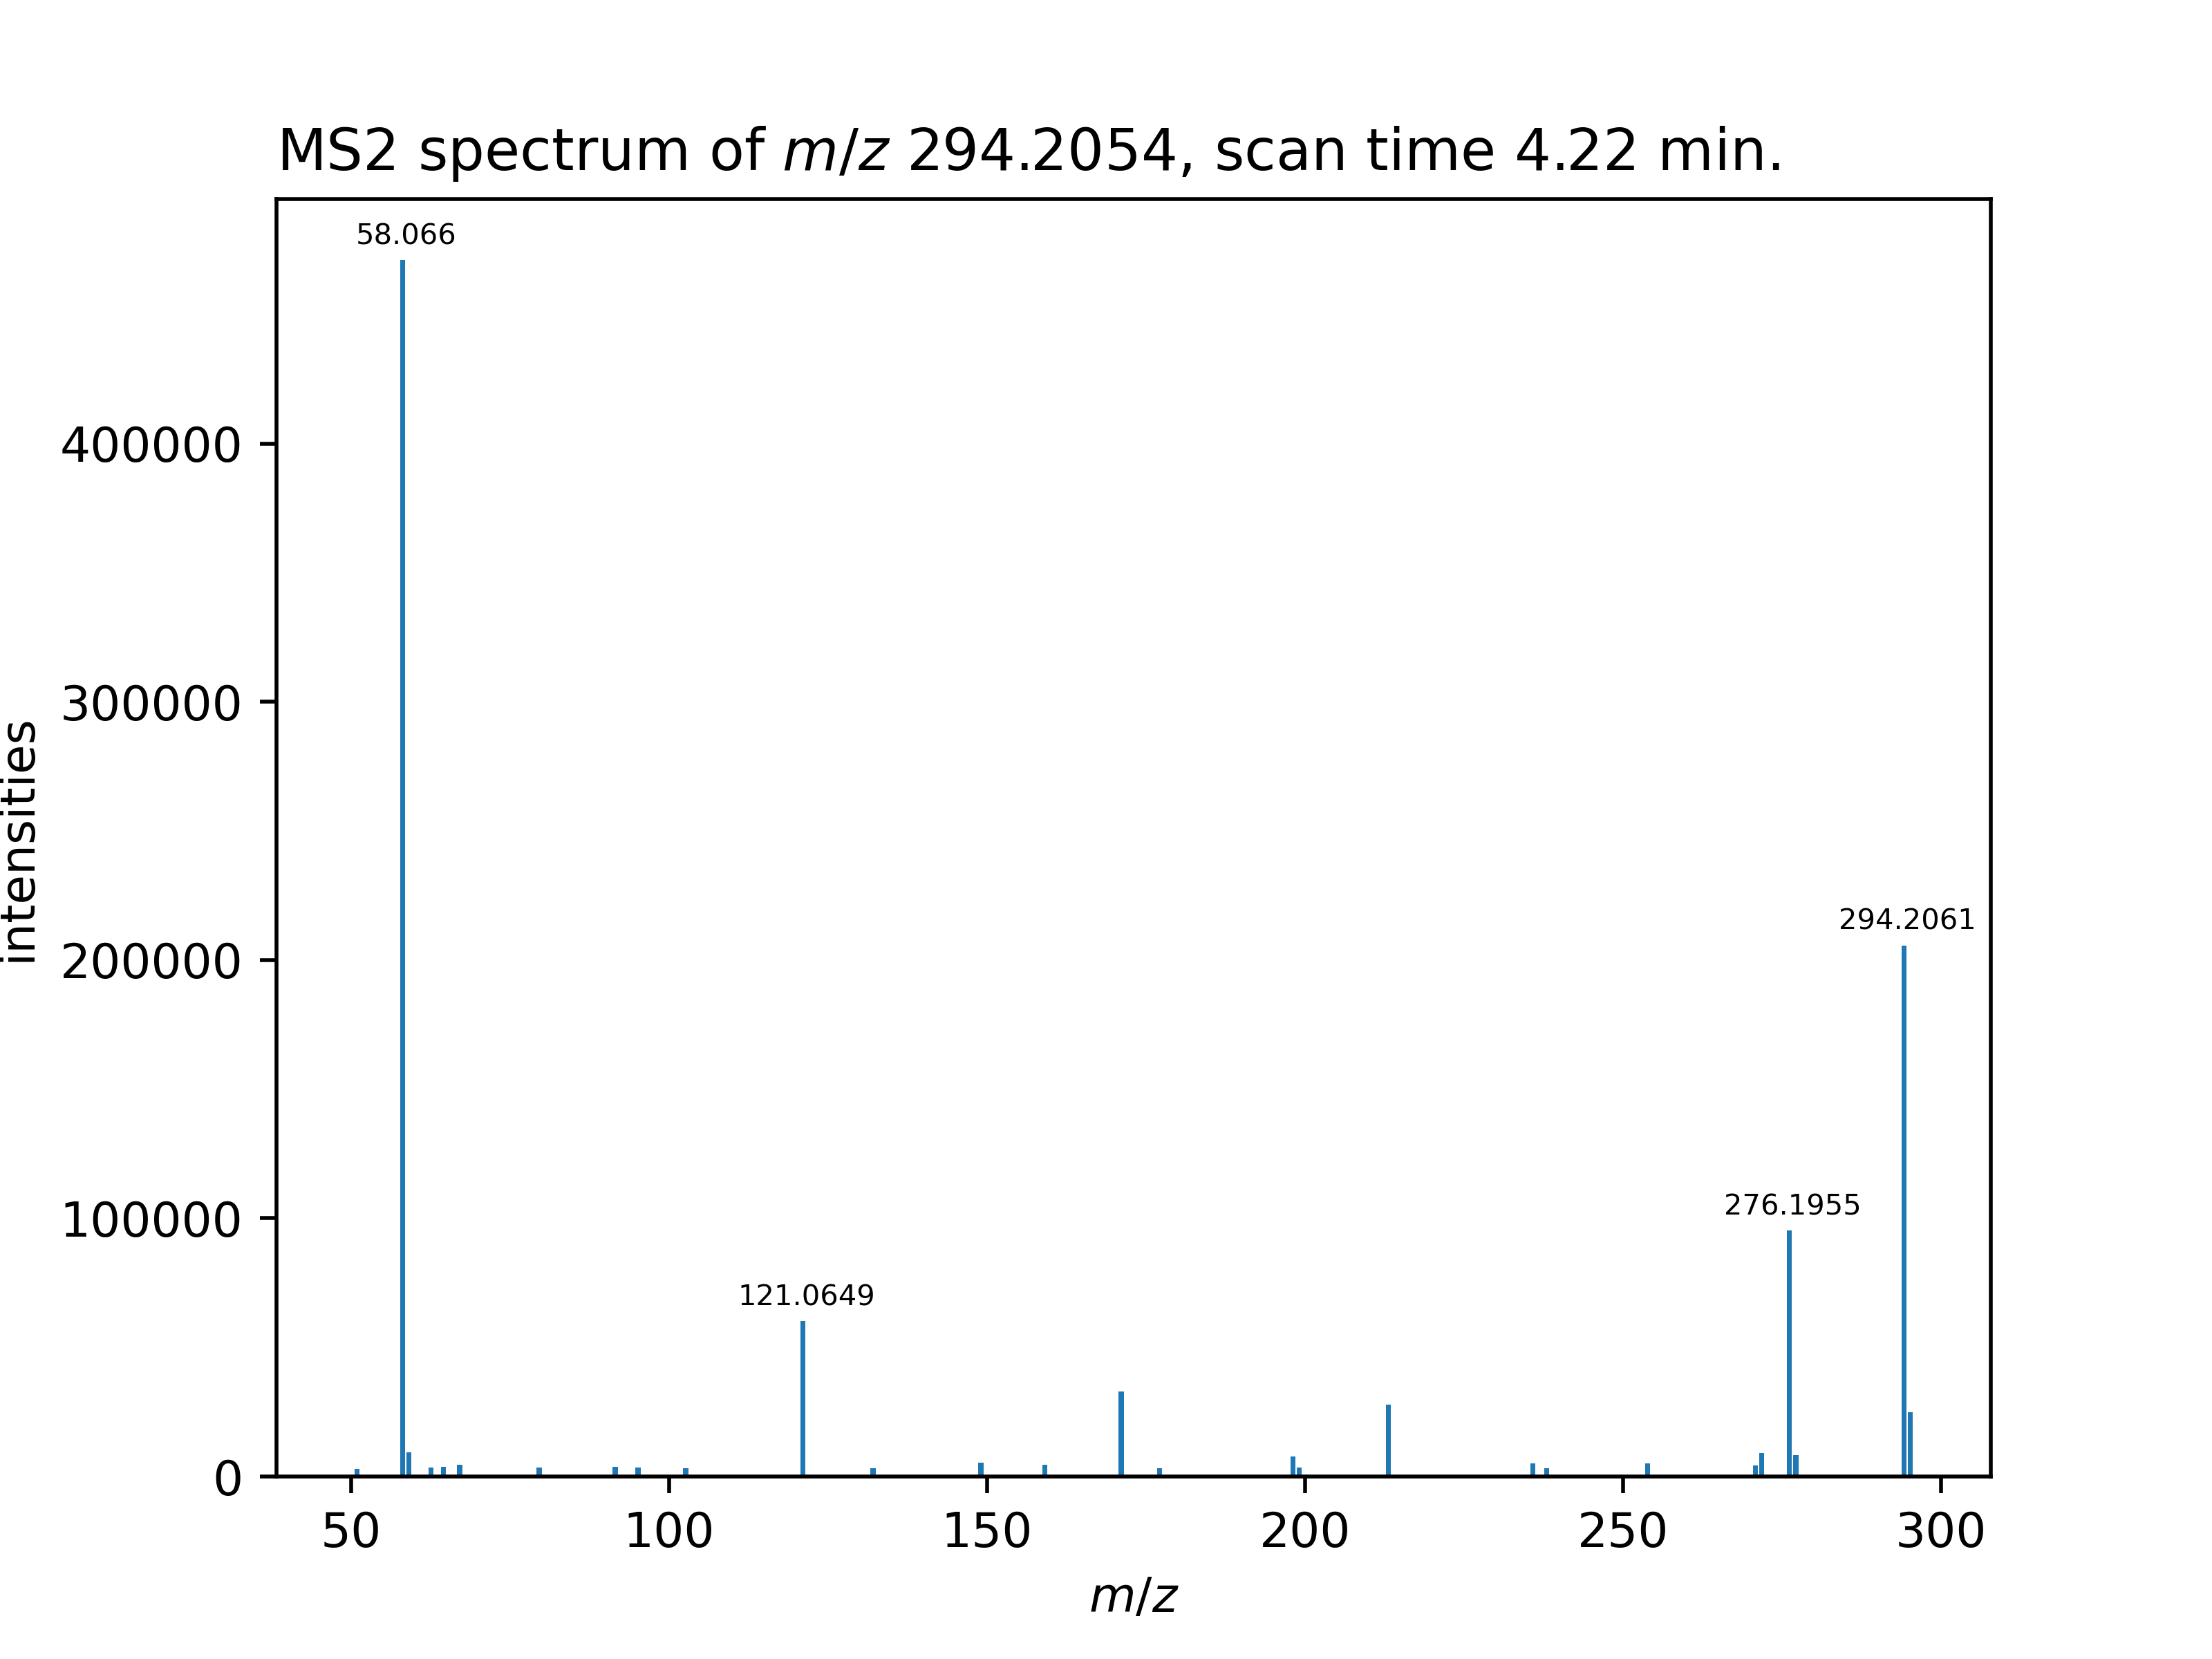 MS2 spectrum of m/z 294.2054, scan time 4.22 min.
58.066
400000
300000
intensities
294.2061
200000
276.1955
100000
121.0649
0
50 100 150 200 250 300
m/z